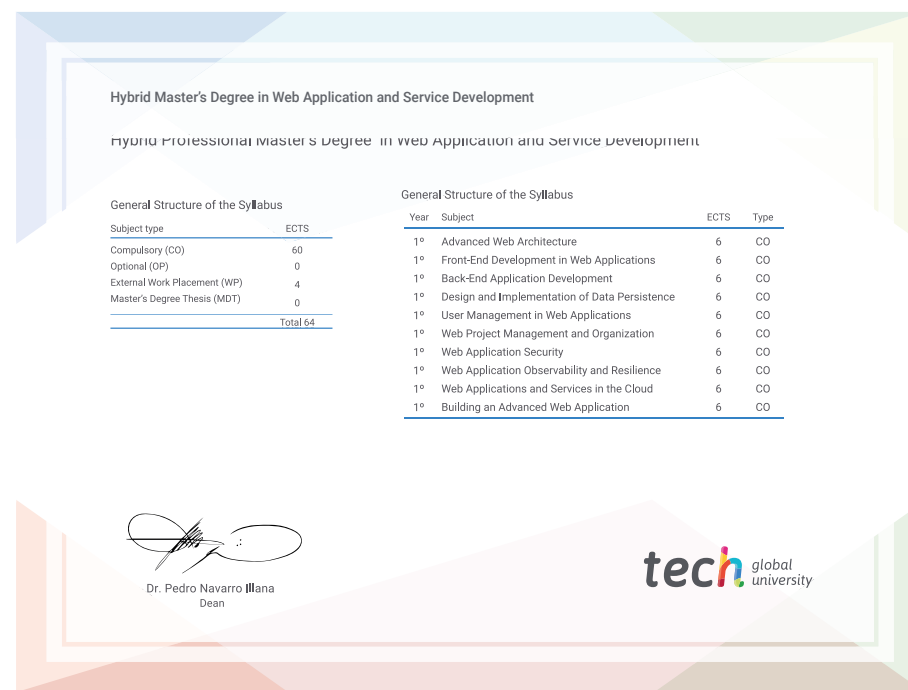 Hybrid Master’s Degree in Web Application and Service Development
Hybrid Professional Master’s Degree in Web Application and Service Development
General Structure of the Syllabus
Subject type ECTS
Compulsory (CO) 60
Optional (OP) 0
External Work Placement (WP) 4
Master’s Degree Thesis (MDT) 0
Total 64
General Structure of the Syllabus
Year Subject ECTS Type
1º Advanced Web Architecture 6 CO
1º Front-End Development in Web Applications 6 CO
1º Back-End Application Development 6 CO
1º Design and Implementation of Data Persistence 6 CO
1º User Management in Web Applications 6 CO
1º Web Project Management and Organization 6 CO
1º Web Application Security 6 CO
1º Web Application Observability and Resilience 6 CO
1º Web Applications and Services in the Cloud 6 CO
1º Building an Advanced Web Application 6 CO
Dr. Pedro Navarro Illana
Dean
tech global
university